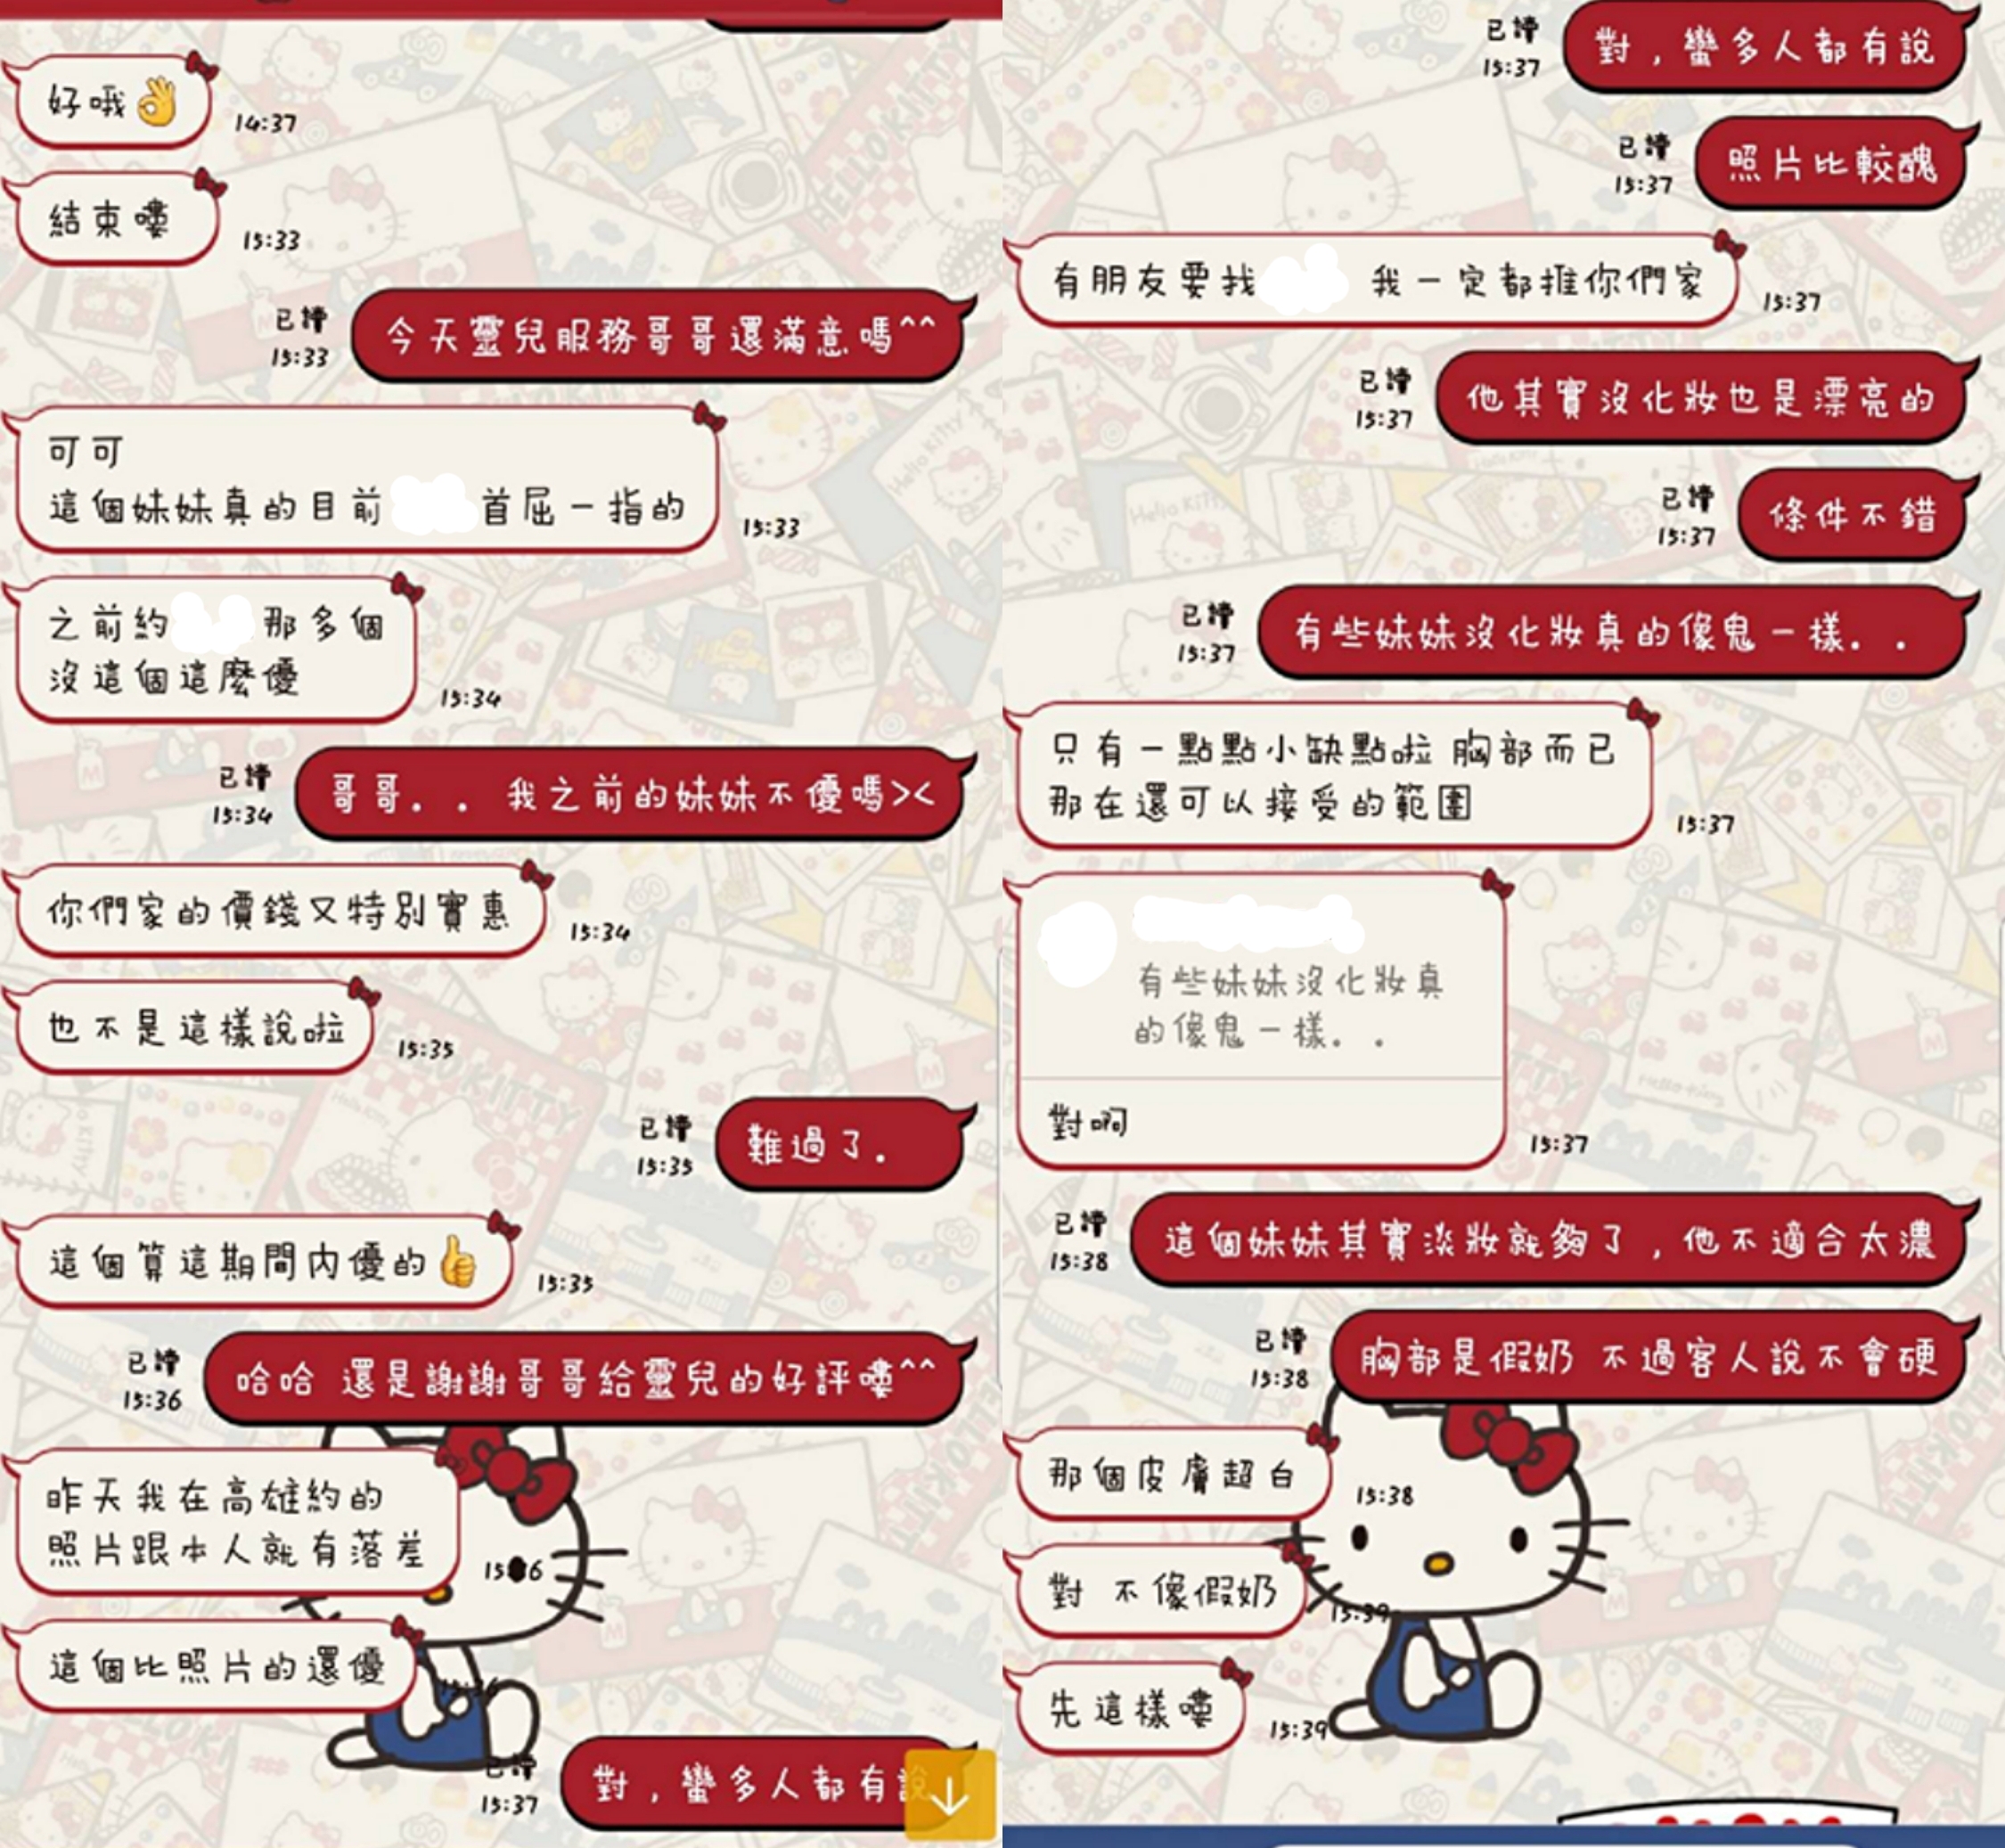 好哦👌
14:37
結束嘍
15:33
已讀
15:33
今天靈兒服務哥哥還滿意嗎^^
可可
這個妹妹真的目前 首屈一指的
15:33
之前約 那多個
沒這個這麼優
15:34
已讀
15:34
哥哥．．我之前的妹妹不優嗎><
你們家的價錢又特別實惠
15:34
也不是這樣說啦
15:35
已讀
15:35
難過了．
這個算這期間內優的👍
15:35
已讀
15:36
哈哈 還是謝謝哥哥給靈兒的好評嘍^^
昨天我在高雄約的
照片跟本人就有落差
這個比照片的還優
已讀
15:37
對，蠻多人都有說
已讀
15:37
對，蠻多人都有說
已讀
15:37
照片比較醜
有朋友要找 我一定都推你們家
15:37
已讀
15:37
他其實沒化妝也是漂亮的
已讀
15:37
條件不錯
已讀
15:37
有些妹妹沒化妝真的像鬼一樣．．
只有一點點小缺點啦 胸部而已
那在還可以接受的範圍
15:37
有些妹妹沒化妝真
的像鬼一樣．．
對啊
15:37
已讀
15:38
這個妹妹其實淡妝就夠了，他不適合太濃
已讀
15:38
胸部是假奶 不過客人說不會硬
那個皮膚超白
15:38
對 不像假奶
15:39
先這樣嘍
15:39